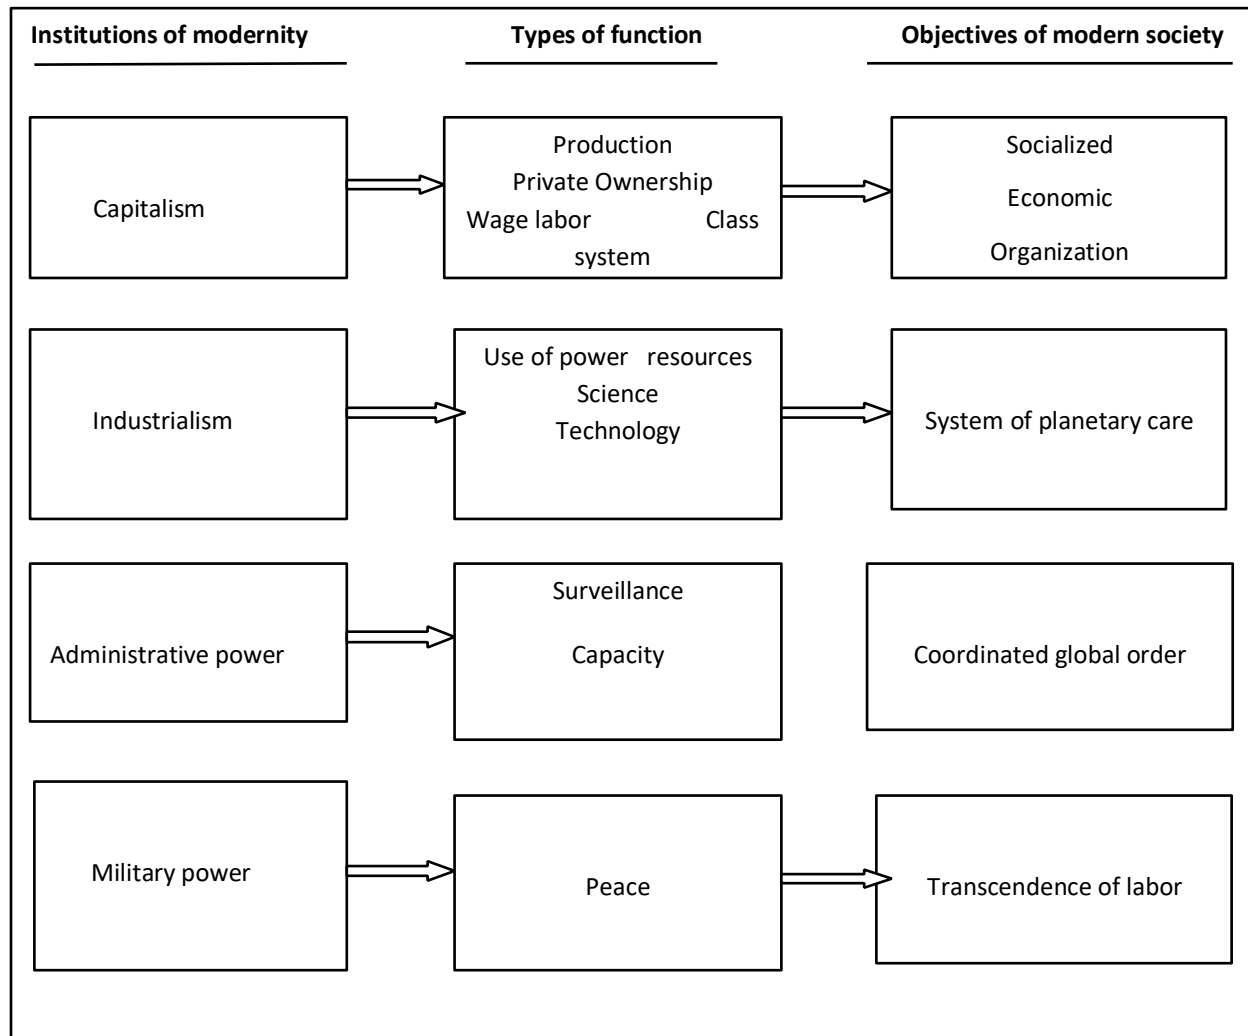 Institutions of modernity
Types of function
Objectives of modern society
Capitalism
Production
Private Ownership
Wage labor Class
system
Socialized
Economic
Organization
Industrialism
Use of power resources
Science
Technology
System of planetary care
Administrative power
Surveillance
Capacity
Coordinated global order
Military power
Peace
Transcendence of labor